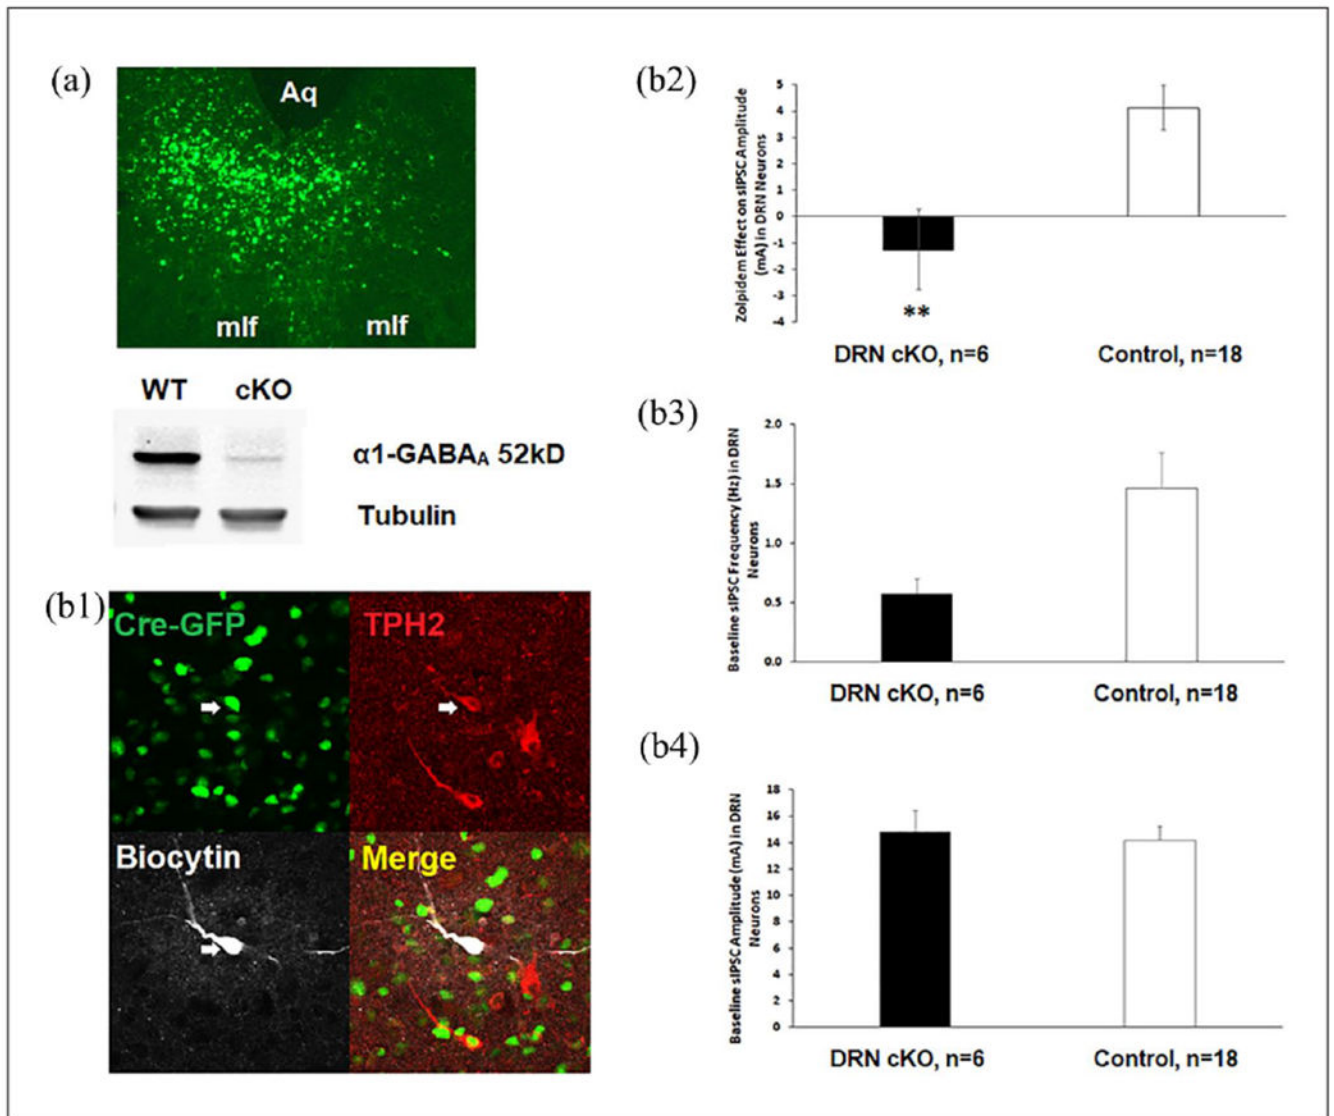 (a)
Aq
mlf mlf
WT cKO
α1-GABAA 52kD
Tubulin
(b1)
Cre-GFP TPH2
Biocytin Merge
(b2)
Zolpidem Effect on sIPSC Amplitude
(mA) in DRN Neurons
5
4
3
2
1
0
-1
-2
-3
-4
**
DRN cKO, n=6 Control, n=18
(b3)
Baseline sIPSC Frequency (Hz) in DRN
Neurons
2.0
1.5
1.0
0.5
0.0
DRN cKO, n=6 Control, n=18
(b4)
Baseline sIPSC Amplitude (mA) in DRN
Neurons
18
16
14
12
10
8
6
4
2
0
DRN cKO, n=6 Control, n=18